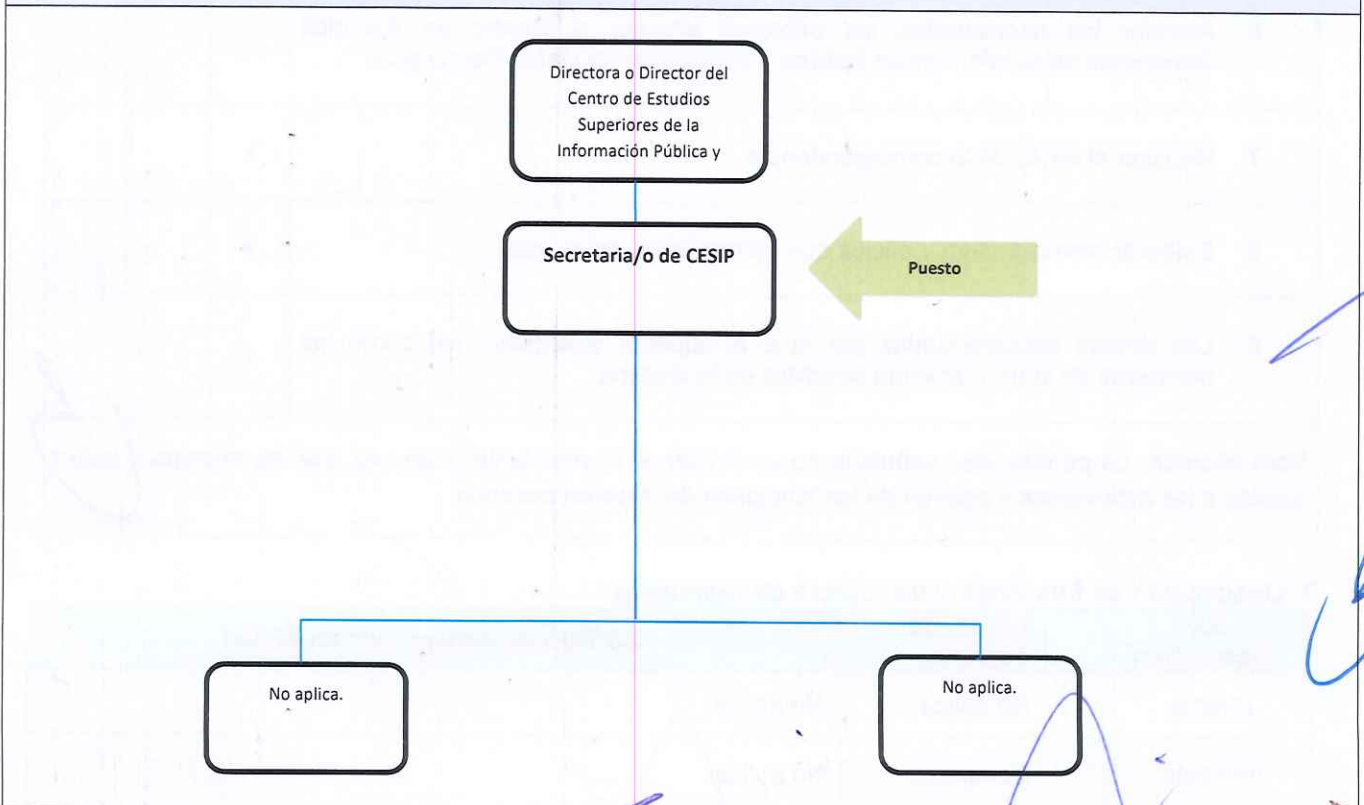 Directora o Director del
Centro de Estudios
Superiores de la
Información Pública y
Secretaria/o de CESIP
Puesto
No aplica.
No aplica.